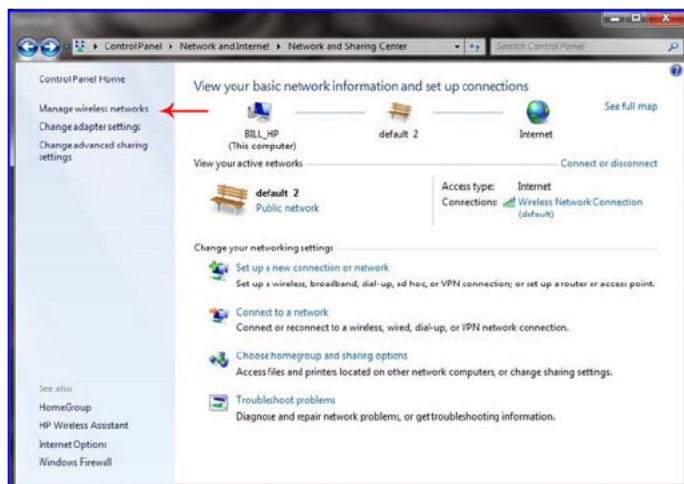 Control Panel Network and Internet Network and Sharing Center Search Control Panel
Control Panel Home
Manage wireless networks
Change adapter settings
Change advanced sharing
settings
See also
HomeGroup
HP Wireless Assistant
Internet Options
Windows Firewall
View your basic network information and set up connections
See full map
BILL_HP
(This computer)
default 2
Internet
View your active networks
Connect or disconnect
default 2
Public network
Access type: Internet
Connections: Wireless Network Connection
(default)
Change your networking settings
Set up a new connection or network
Set up a wireless, broadband, dial-up, ad hoc, or VPN connection; or set up a router or access point.
Connect to a network
Connect or reconnect to a wireless, wired, dial-up, or VPN network connection.
Choose homegroup and sharing options
Access files and printers located on other network computers, or change sharing settings.
Troubleshoot problems
Diagnose and repair network problems, or get troubleshooting information.